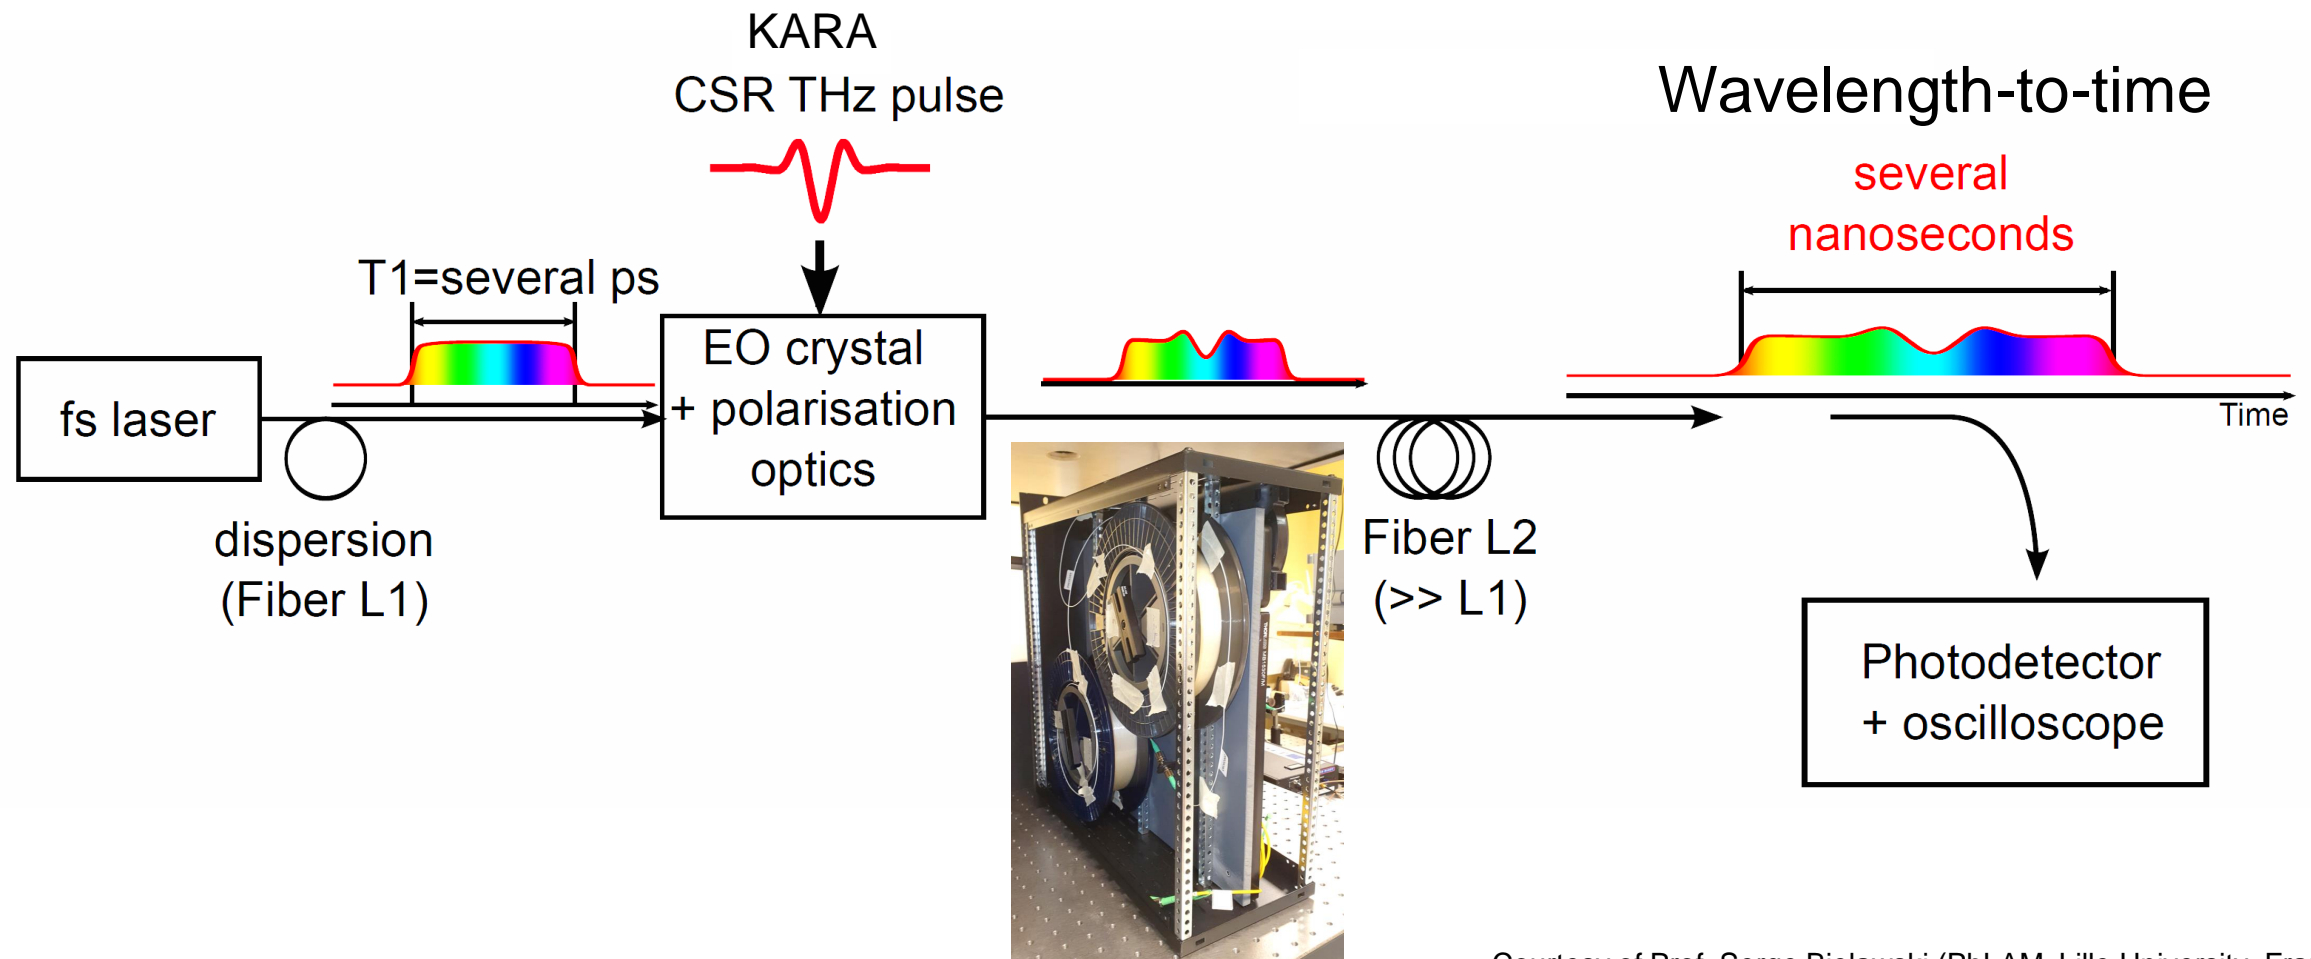 KARA
CSR THz pulse
Wavelength-to-time
several
nanoseconds
T1=several ps
fs laser
EO crystal
+ polarisation
optics
Time
dispersion
(Fiber L1)
Fiber L2
(>> L1)
Photodetector
+ oscilloscope